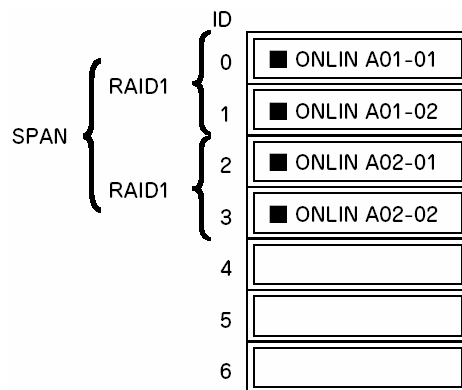 ID
0 ■ ONLIN A01-01
RAID1
1 ■ ONLIN A01-02
SPAN
2 ■ ONLIN A02-01
RAID1
3 ■ ONLIN A02-02
4
5
6